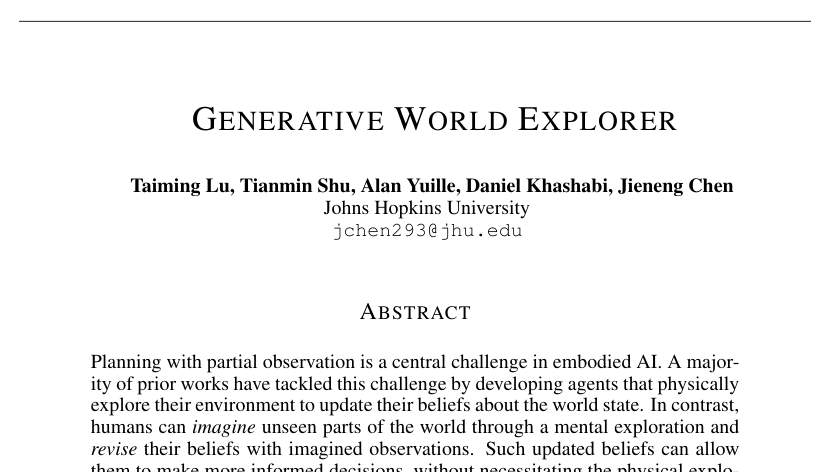 GENERATIVE WORLD EXPLORER
Taiming Lu, Tianmin Shu, Alan Yuille, Daniel Khashabi, Jieneng Chen
Johns Hopkins University
jchen293@jhu.edu
ABSTRACT
Planning with partial observation is a central challenge in embodied AI. A major-
ity of prior works have tackled this challenge by developing agents that physically
explore their environment to update their beliefs about the world state. In contrast,
humans can imagine unseen parts of the world through a mental exploration and
revise their beliefs with imagined observations. Such updated beliefs can allow
them to make more informed decisions, without necessitating the physical explo-